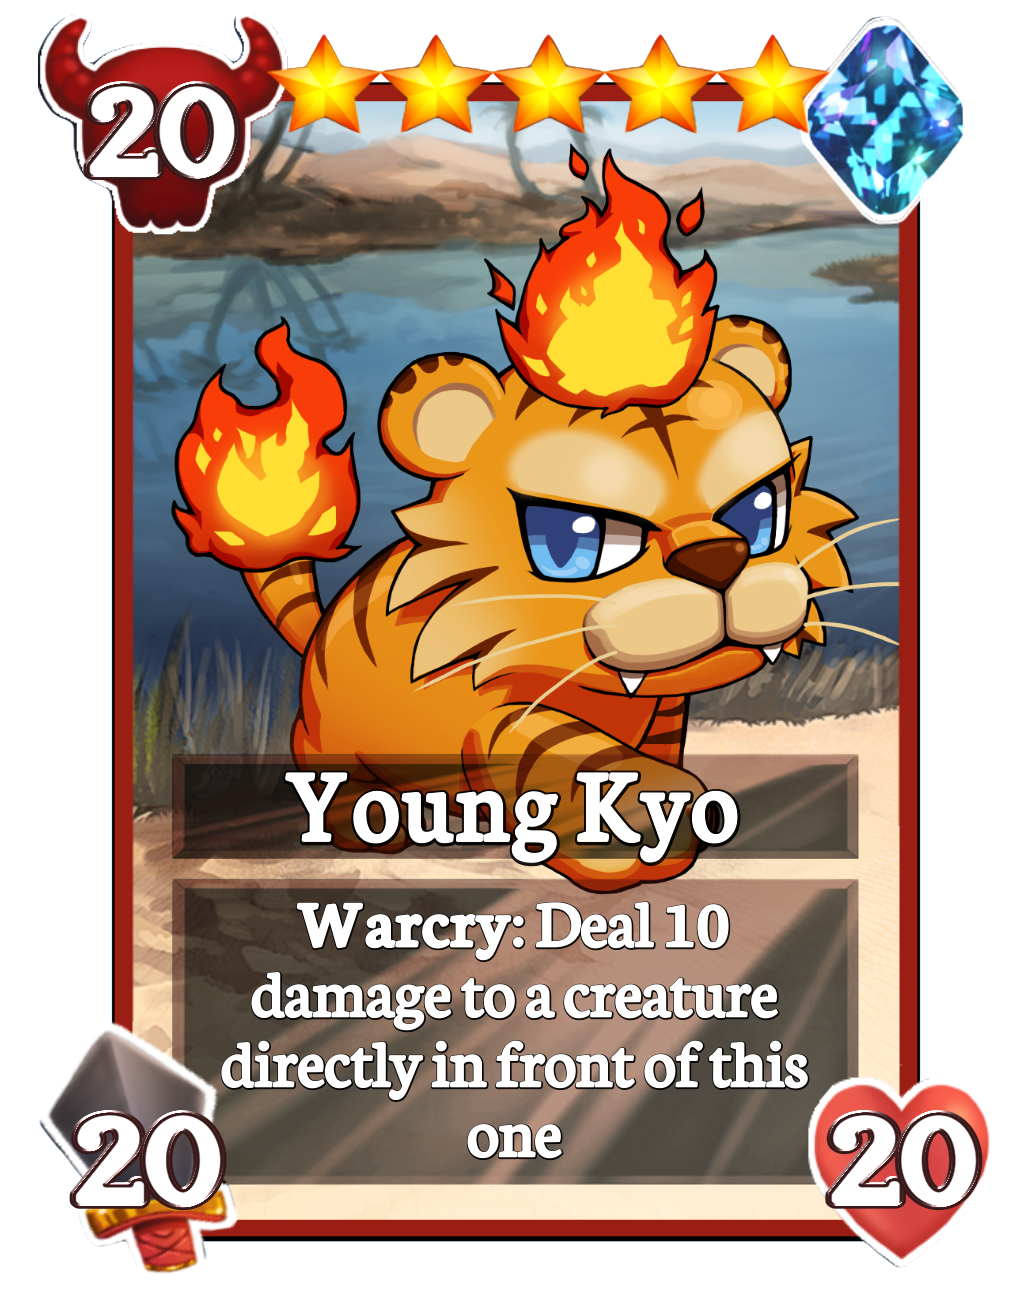 20
Young Kyo
Warcry: Deal 10
damage to a creature
directly in front of this
one
20
20